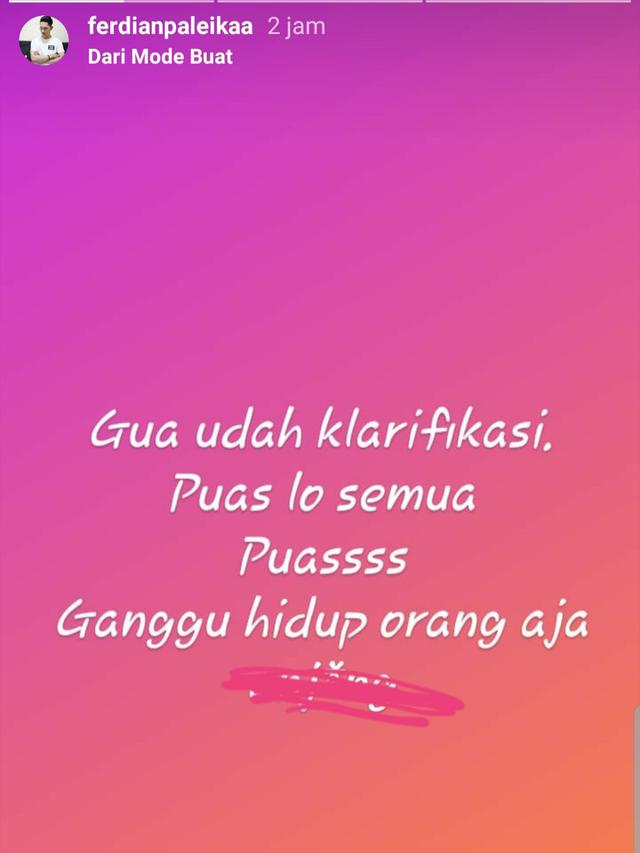 ferdianpaleikaa 2 jam
Dari Mode Buat
Gua udah klarifikasi.
Puas lo semua
Puassss
Ganggu hidup orang aja